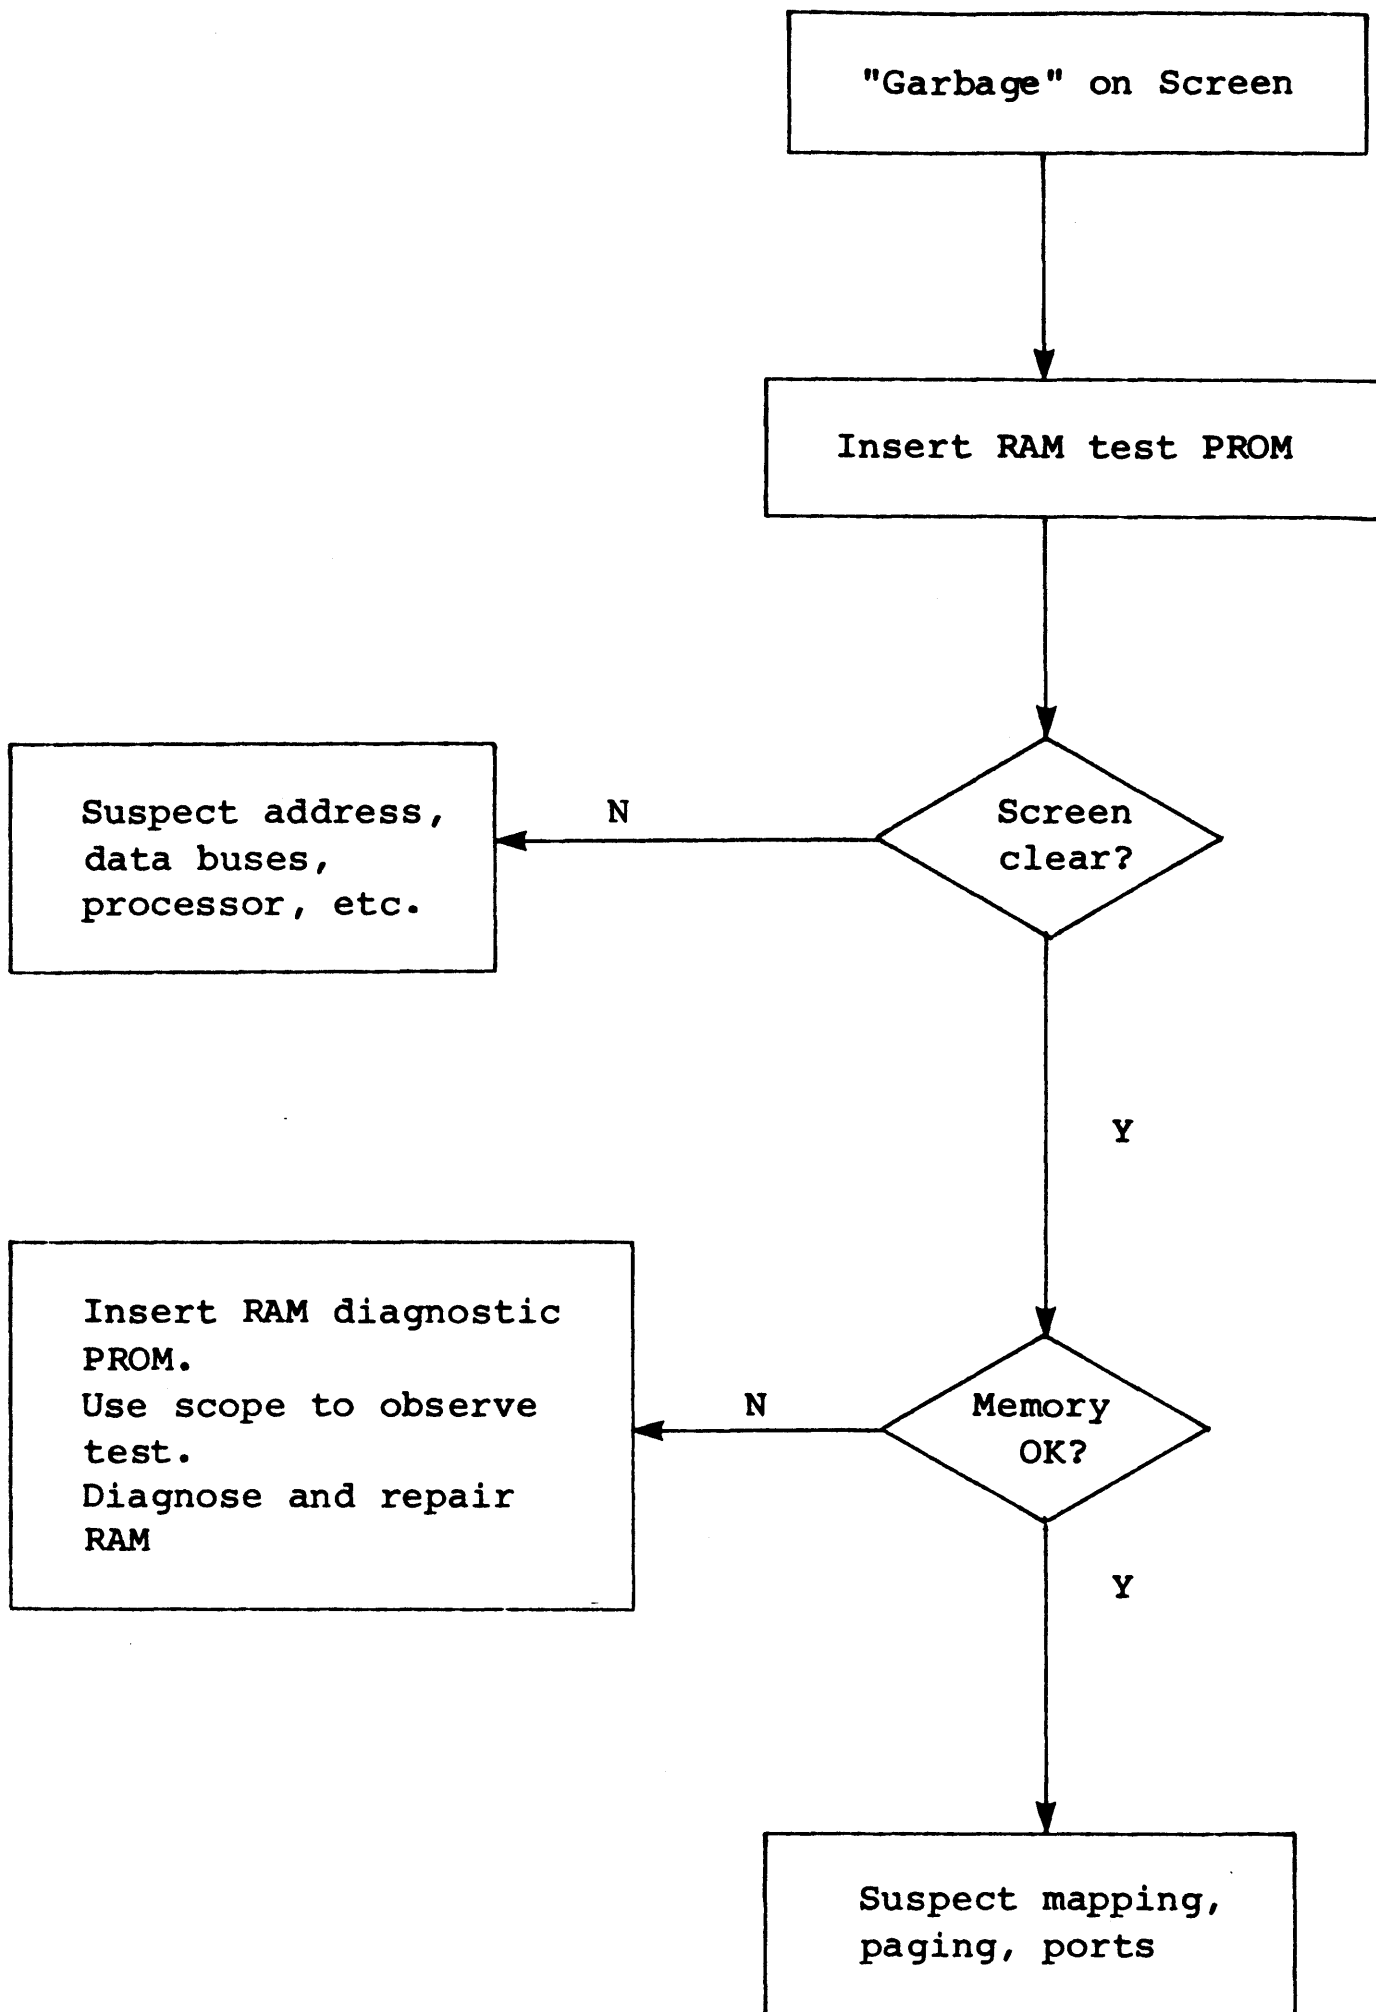 "Garbage" on Screen
Insert RAM test PROM
Screen
clear?
N
Suspect address,
data buses,
processor, etc.
Y
Memory
OK?
N
Insert RAM diagnostic
PROM.
Use scope to observe
test.
Diagnose and repair
RAM
Y
Suspect mapping,
paging, ports